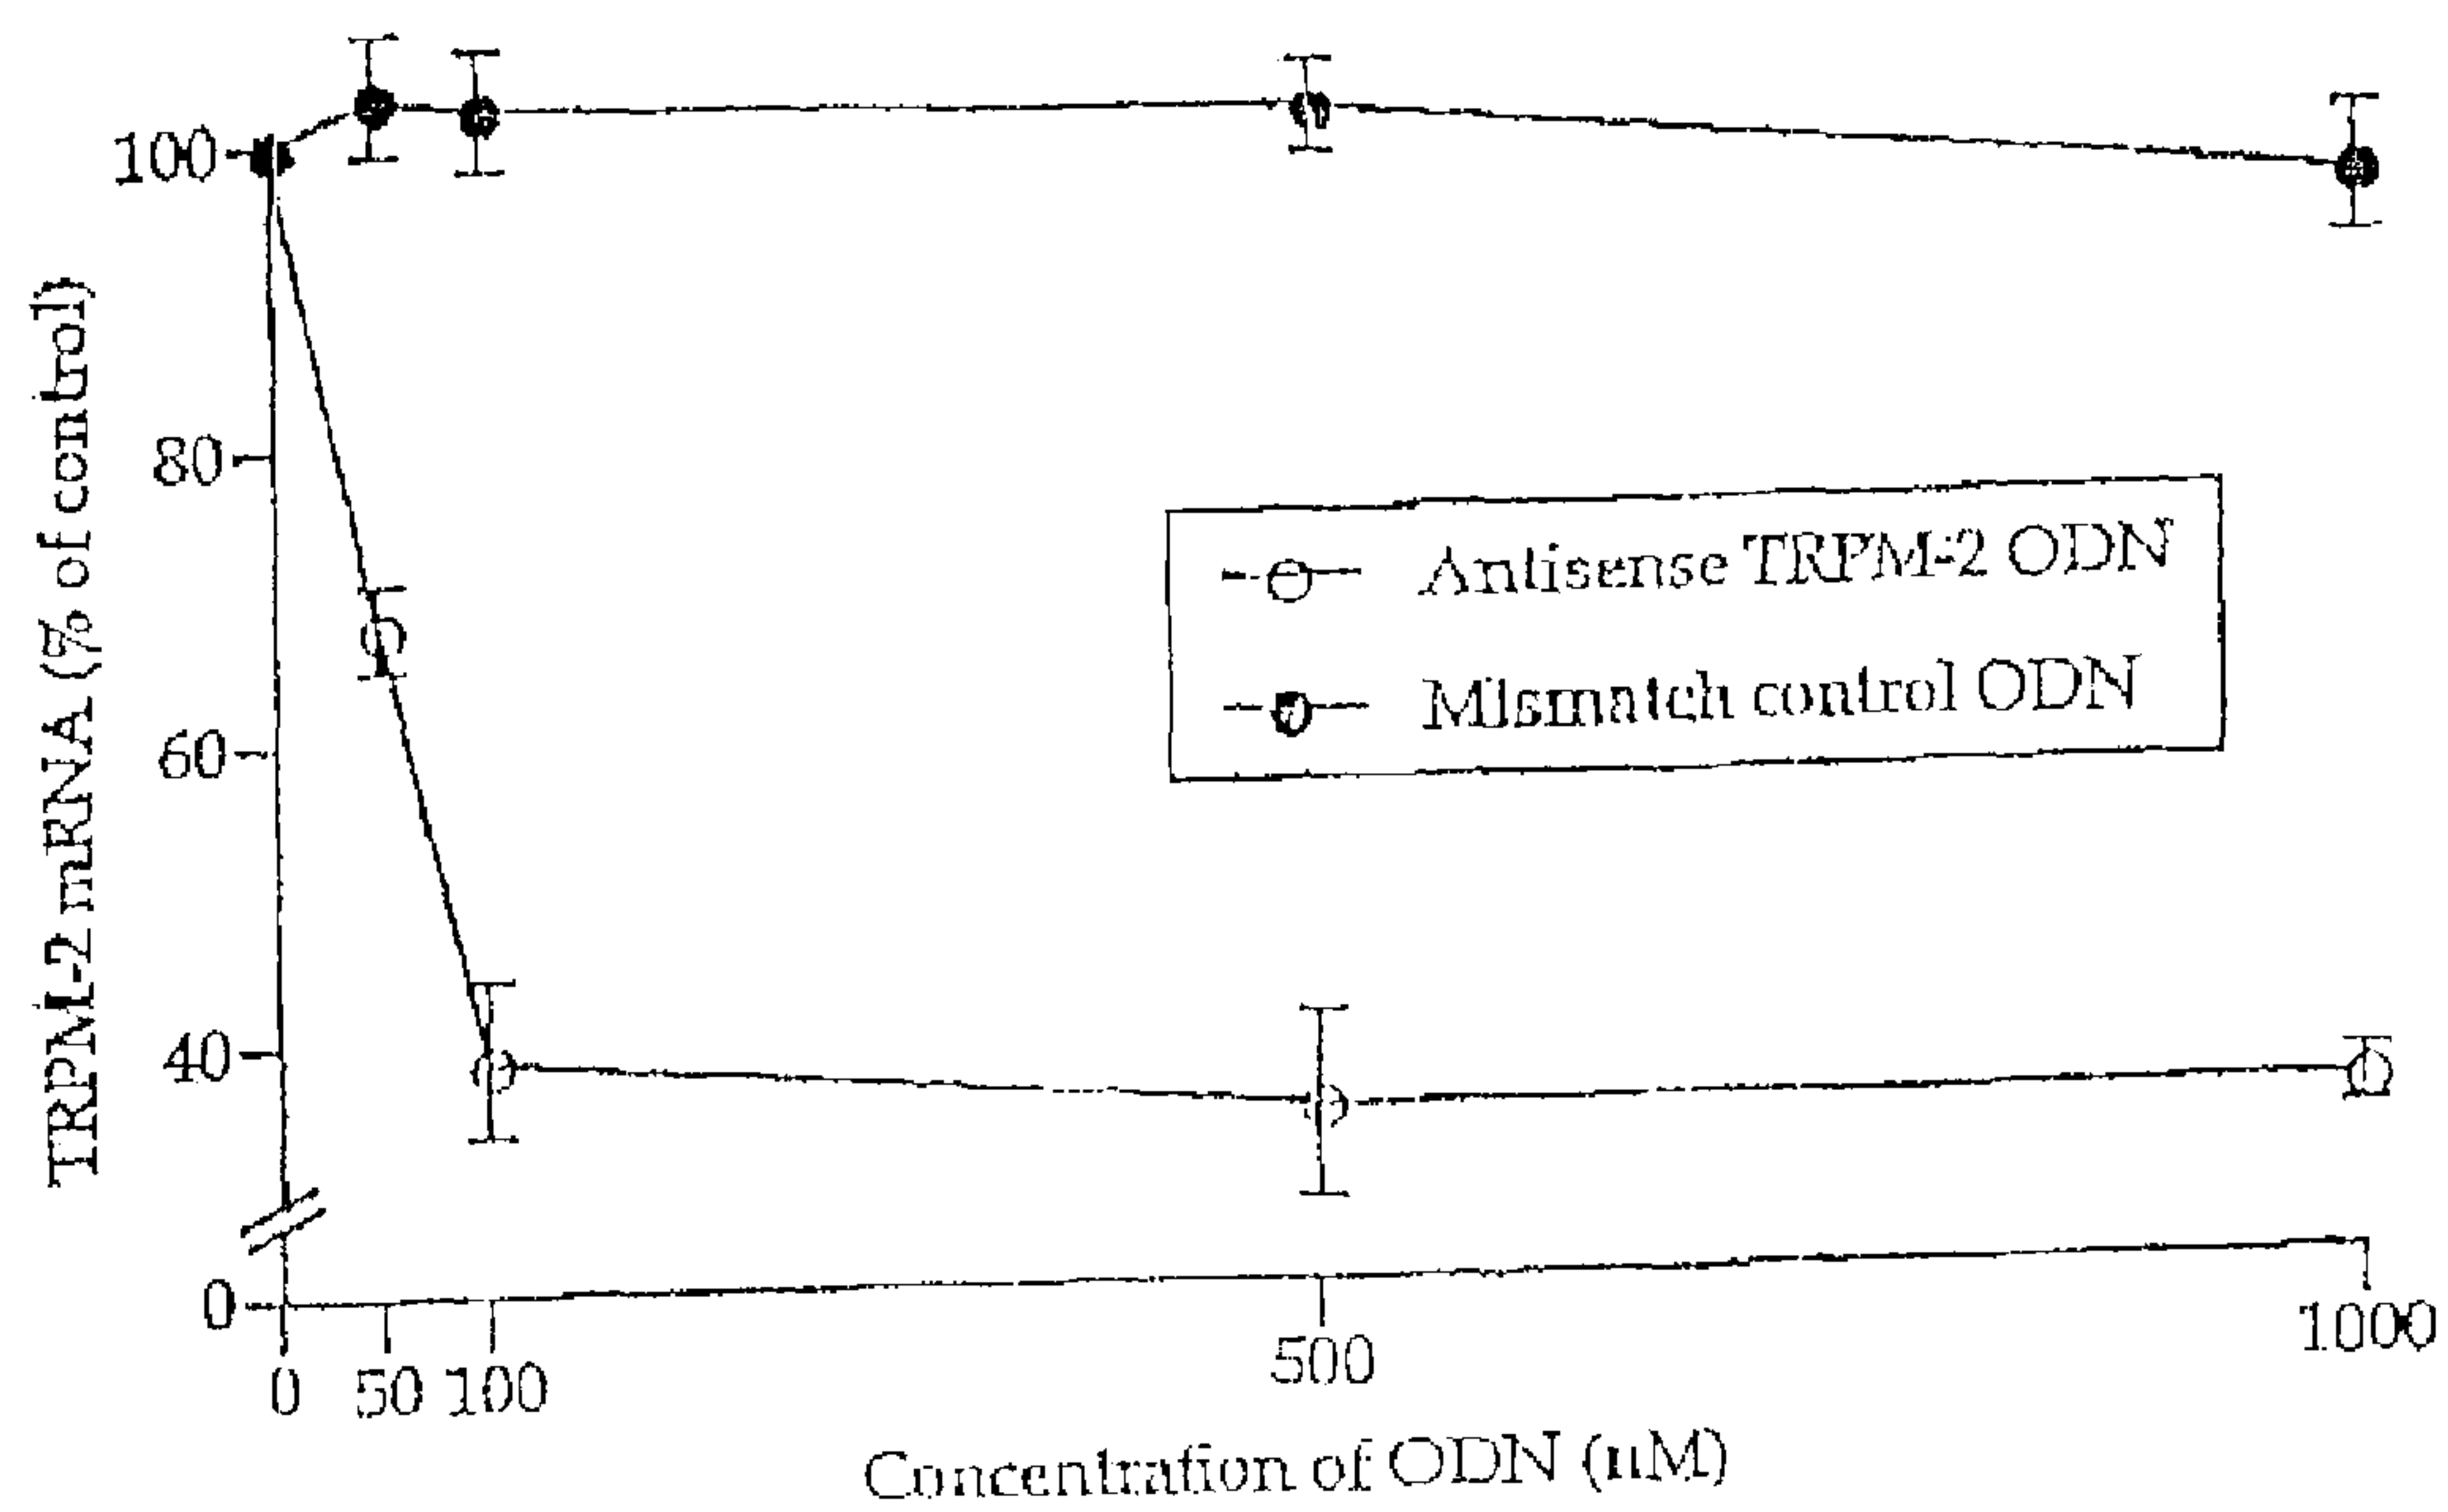 TRPM-2 mRNA (% of control)
100
80
60
40
0
Antisense TRPM-2 ODN
Mismatch control ODN
0 50 100 500 1000
Concentration of ODN (nM)